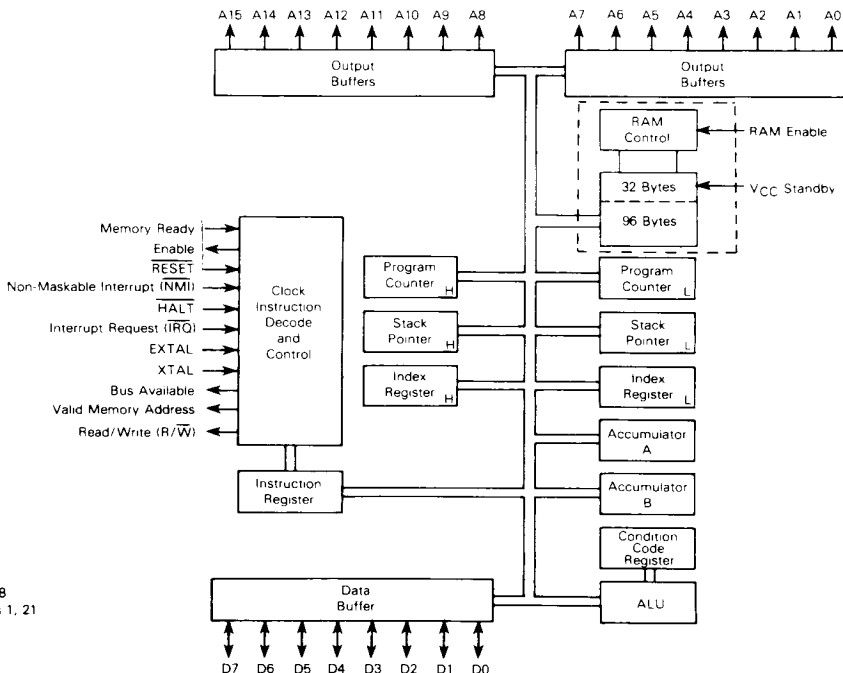 A15 A14 A13 A12 A11 A10 A9 A8
A7 A6 A5 A4 A3 A2 A1 A0
Output
Buffers
Output
Buffers
RAM
Control
RAM Enable
32 Bytes
VCC Standby
96 Bytes
Memory Ready
Enable
RESET
Non-Maskable Interrupt (NMI)
HALT
Interrupt Request (IRQ)
EXTAL
XTAL
Bus Available
Valid Memory Address
Read/Write (R/W)
Clock
Instruction
Decode
and
Control
Program
Counter H
Program
Counter L
Stack
Pointer H
Stack
Pointer L
Index
Register H
Index
Register L
Accumulator
A
Instruction
Register
Accumulator
B
Condition
Code
Register
8
1, 21
Data
Buffer
ALU
D7 D6 D5 D4 D3 D2 D1 D0